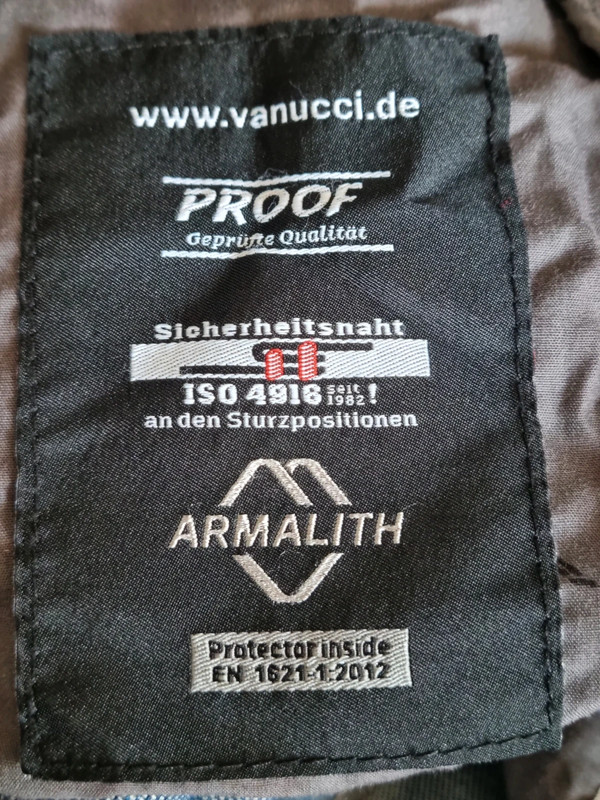 www.vanucci.de
PROOF
Geprüfte Qualität
Sicherheitsnaht
ISO 4916 seit 1982 !
an den Sturzpositionen
ARMALITH
Protector inside
EN 1621-1:2012